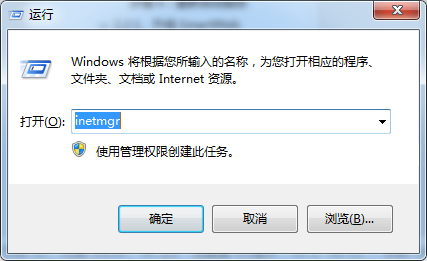 运行
Windows 将根据您所输入的名称，为您打开相应的程序、
文件夹、文档或 Internet 资源。
打开(O): inetmgr
使用管理权限创建此任务。
确定 取消 浏览(B)...